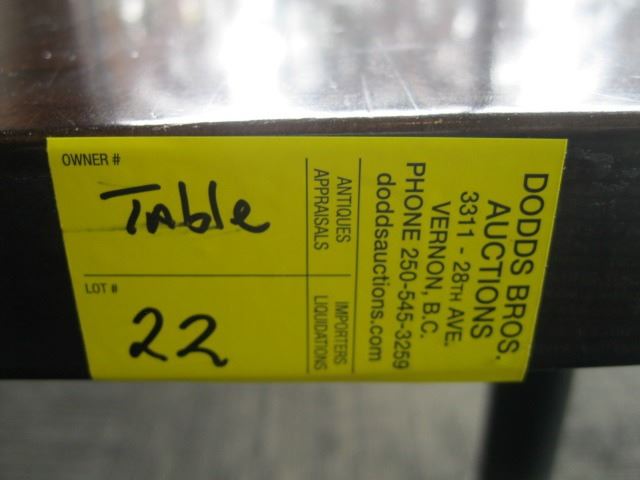 OWNER #
Table
LOT #
22
ANTIQUES
APPRAISALS
IMPORTERS
LIQUIDATIONS
DODDS BROS.
AUCTIONS
3311 - 28TH AVE.
VERNON, B.C.
PHONE 250-545-3259
doddsauctions.com